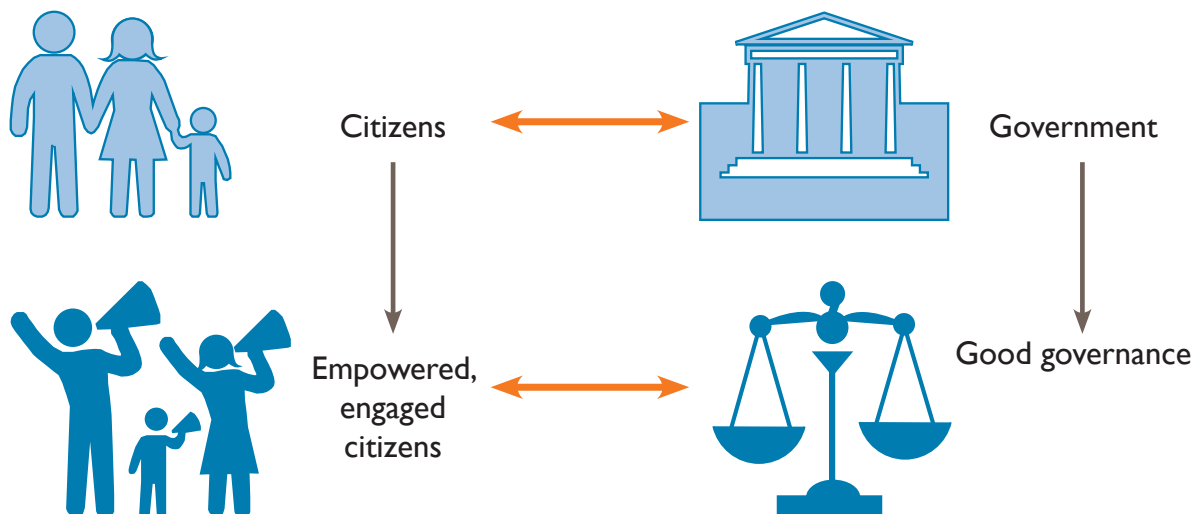 Citizens
Government
Empowered,
engaged
citizens
Good governance